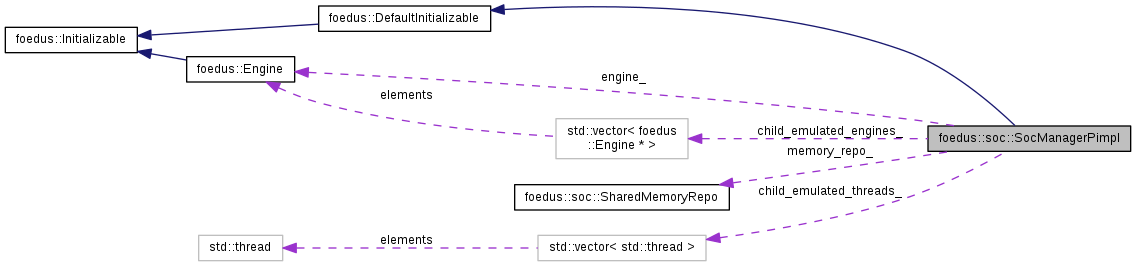 foedus::DefaultInitializable
foedus::Initializable
foedus::Engine
engine_
elements
std::vector< foedus
::Engine * >
child_emulated_engines_
foedus::soc::SocManagerPimpl
memory_repo_
foedus::soc::SharedMemoryRepo
child_emulated_threads_
std::thread
elements
std::vector< std::thread >